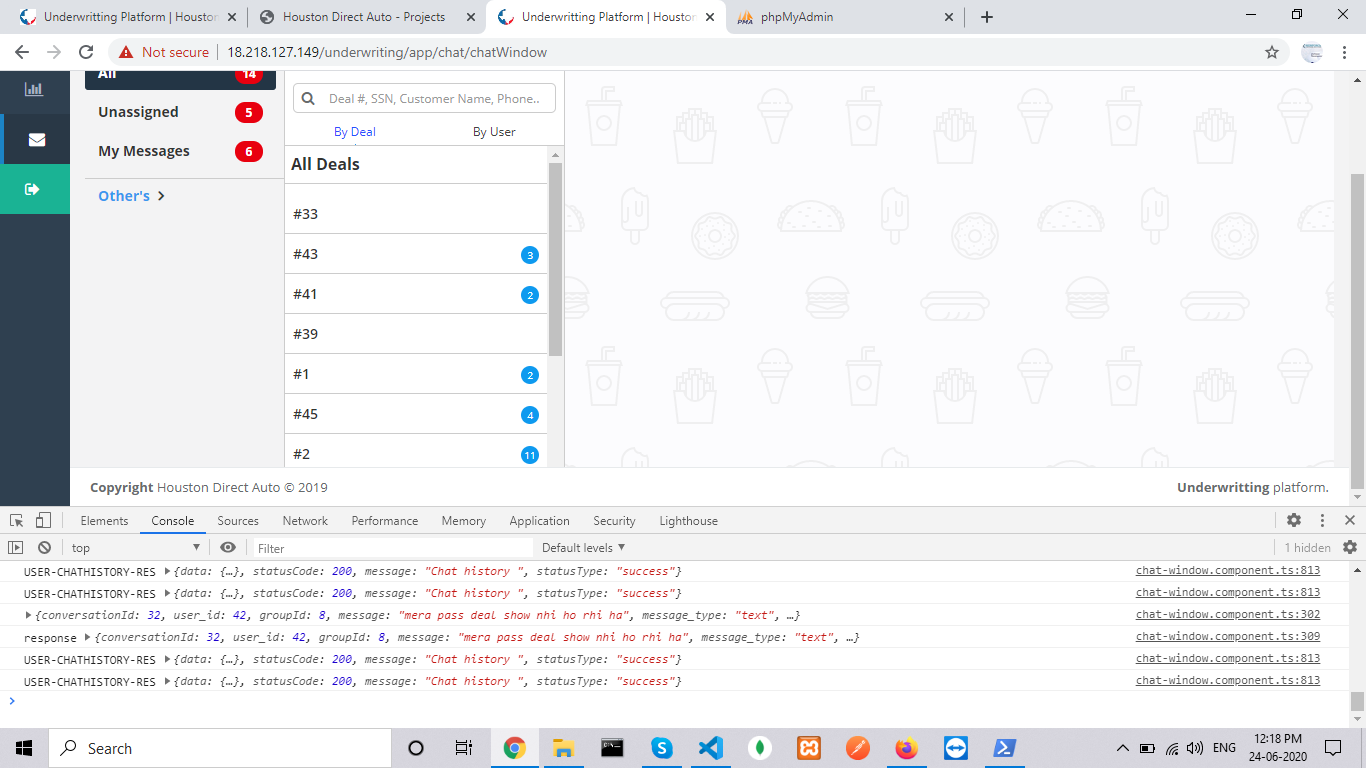 Underwritting Platform | Houston
Houston Direct Auto - Projects
Underwritting Platform | Houston
phpMyAdmin
Not secure | 18.218.127.149/underwriting/app/chat/chatWindow
All 14
Unassigned 5
My Messages 6
Other's
Deal #, SSN, Customer Name, Phone..
By Deal By User
All Deals
#33
#43 3
#41 2
#39
#1 2
#45 4
#2 11
Copyright Houston Direct Auto © 2019
Underwritting platform.
Elements Console Sources Network Performance Memory Application Security Lighthouse
top Filter Default levels ▼ 1 hidden
USER-CHATHISTORY-RES ▶{data: {…}, statusCode: 200, message: "Chat history ", statusType: "success"} chat-window.component.ts:813
USER-CHATHISTORY-RES ▶{data: {…}, statusCode: 200, message: "Chat history ", statusType: "success"} chat-window.component.ts:813
▶{conversationId: 32, user_id: 42, groupId: 8, message: "mera pass deal show nhi ho rhi ha", message_type: "text", …} chat-window.component.ts:302
response ▶{conversationId: 32, user_id: 42, groupId: 8, message: "mera pass deal show nhi ho rhi ha", message_type: "text", …} chat-window.component.ts:309
USER-CHATHISTORY-RES ▶{data: {…}, statusCode: 200, message: "Chat history ", statusType: "success"} chat-window.component.ts:813
USER-CHATHISTORY-RES ▶{data: {…}, statusCode: 200, message: "Chat history ", statusType: "success"} chat-window.component.ts:813
Search
ENG
12:18 PM
24-06-2020